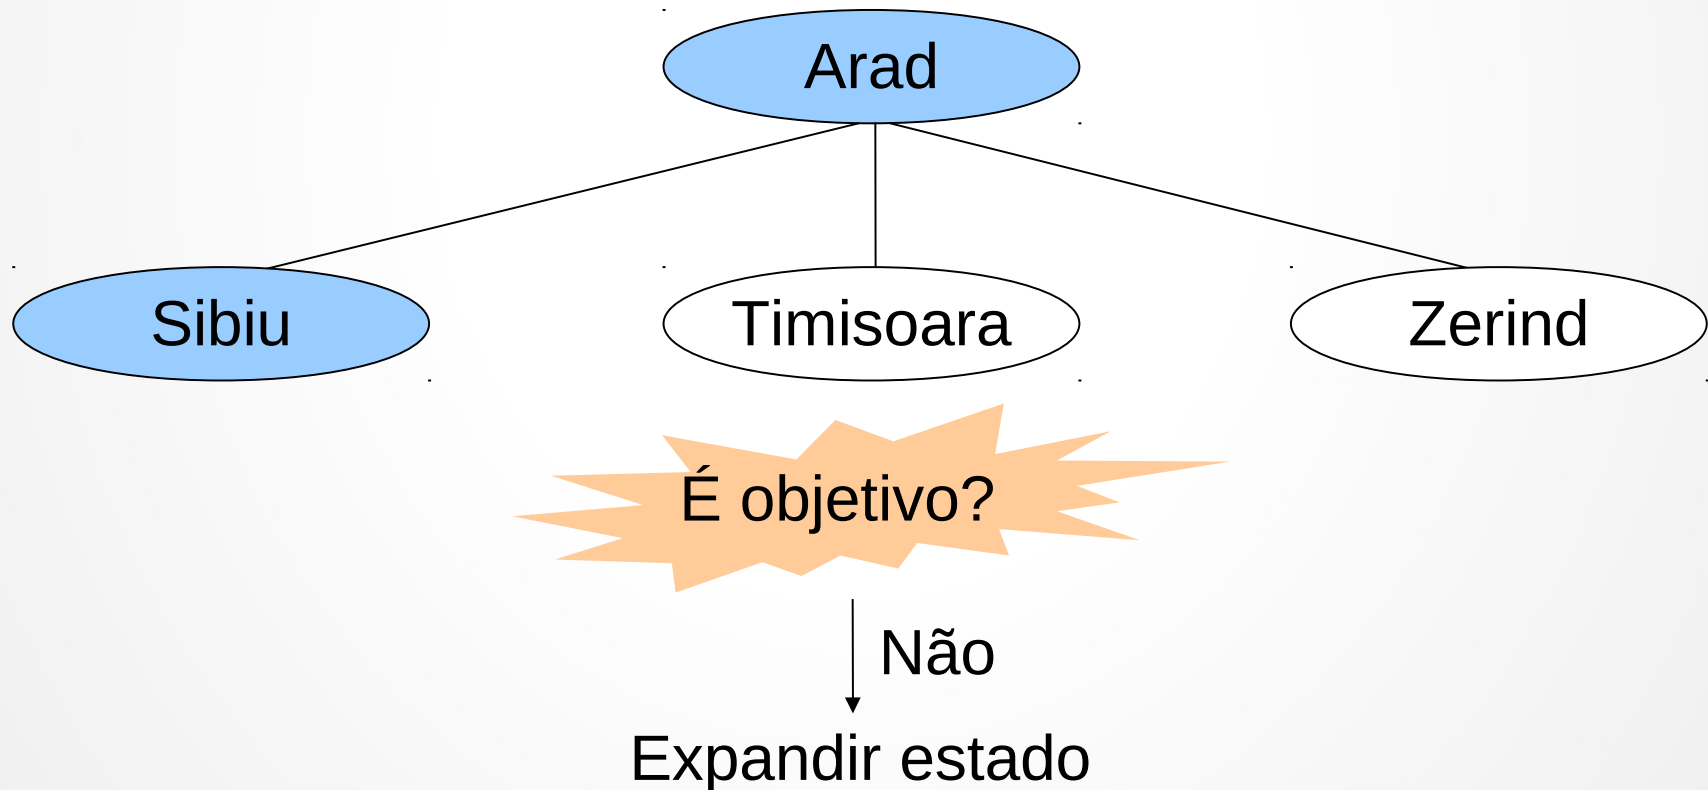 Arad
Sibiu
Timisoara
Zerind
É objetivo?
Não
Expandir estado